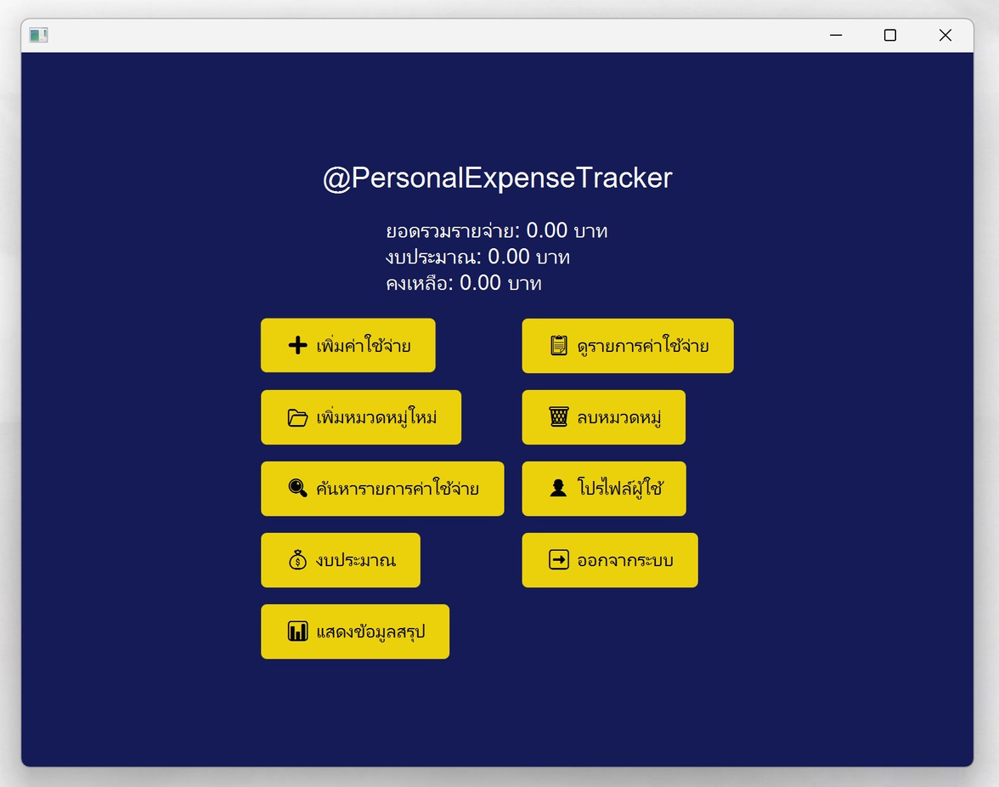 @PersonalExpenseTracker
ยอดรวมรายจ่าย: 0.00 บาท
งบประมาณ: 0.00 บาท
คงเหลือ: 0.00 บาท
เพิ่มค่าใช้จ่าย
ดูรายการค่าใช้จ่าย
เพิ่มหมวดหมู่ใหม่
ลบหมวดหมู่
ค้นหารายการค่าใช้จ่าย
โปรไฟล์ผู้ใช้
งบประมาณ
ออกจากระบบ
แสดงข้อมูลสรุป